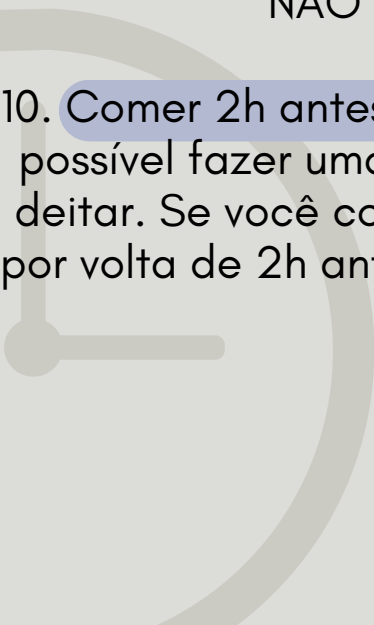 NÃO
10. Comer 2h antes
possível fazer uma
deitar. Se você co
por volta de 2h ant